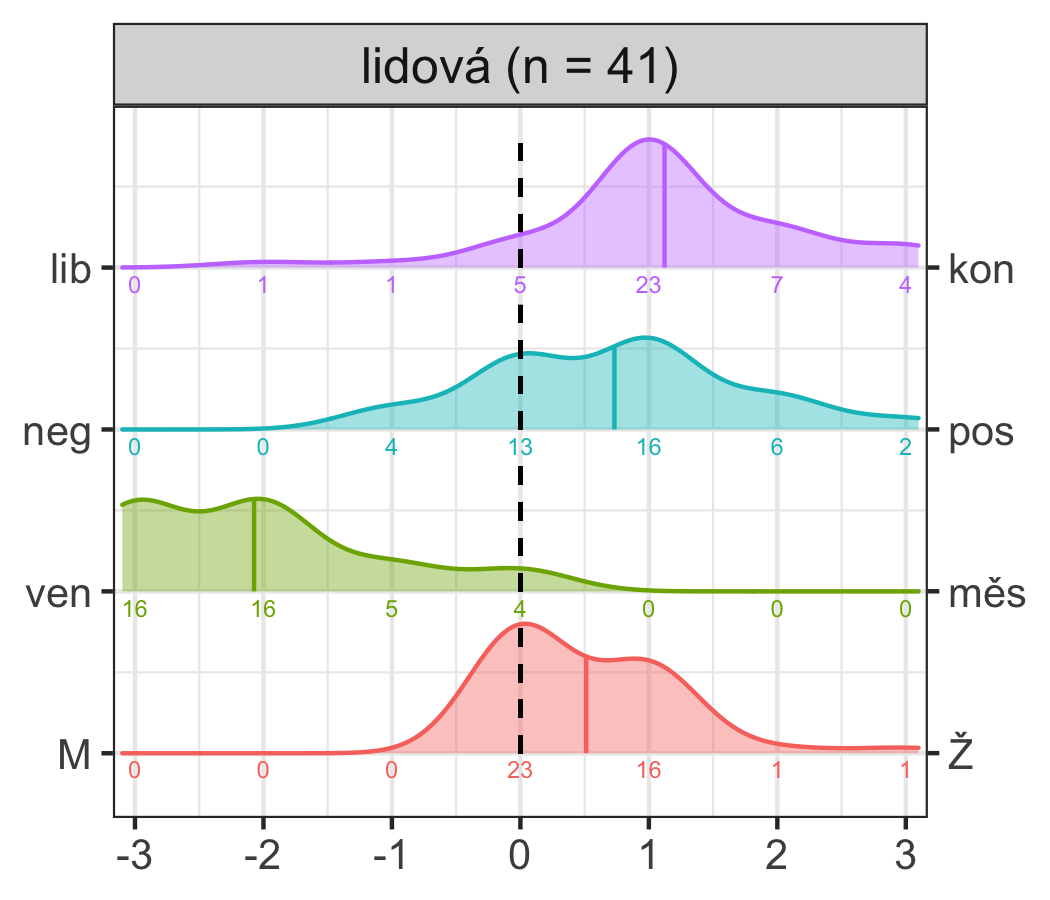 lidová (n = 41)
lib kon
0 1 1 5 23 7 4
neg pos
0 0 4 13 16 6 2
ven měs
16 16 5 4 0 0 0
M Ž
0 0 0 23 16 1 1
-3 -2 -1 0 1 2 3